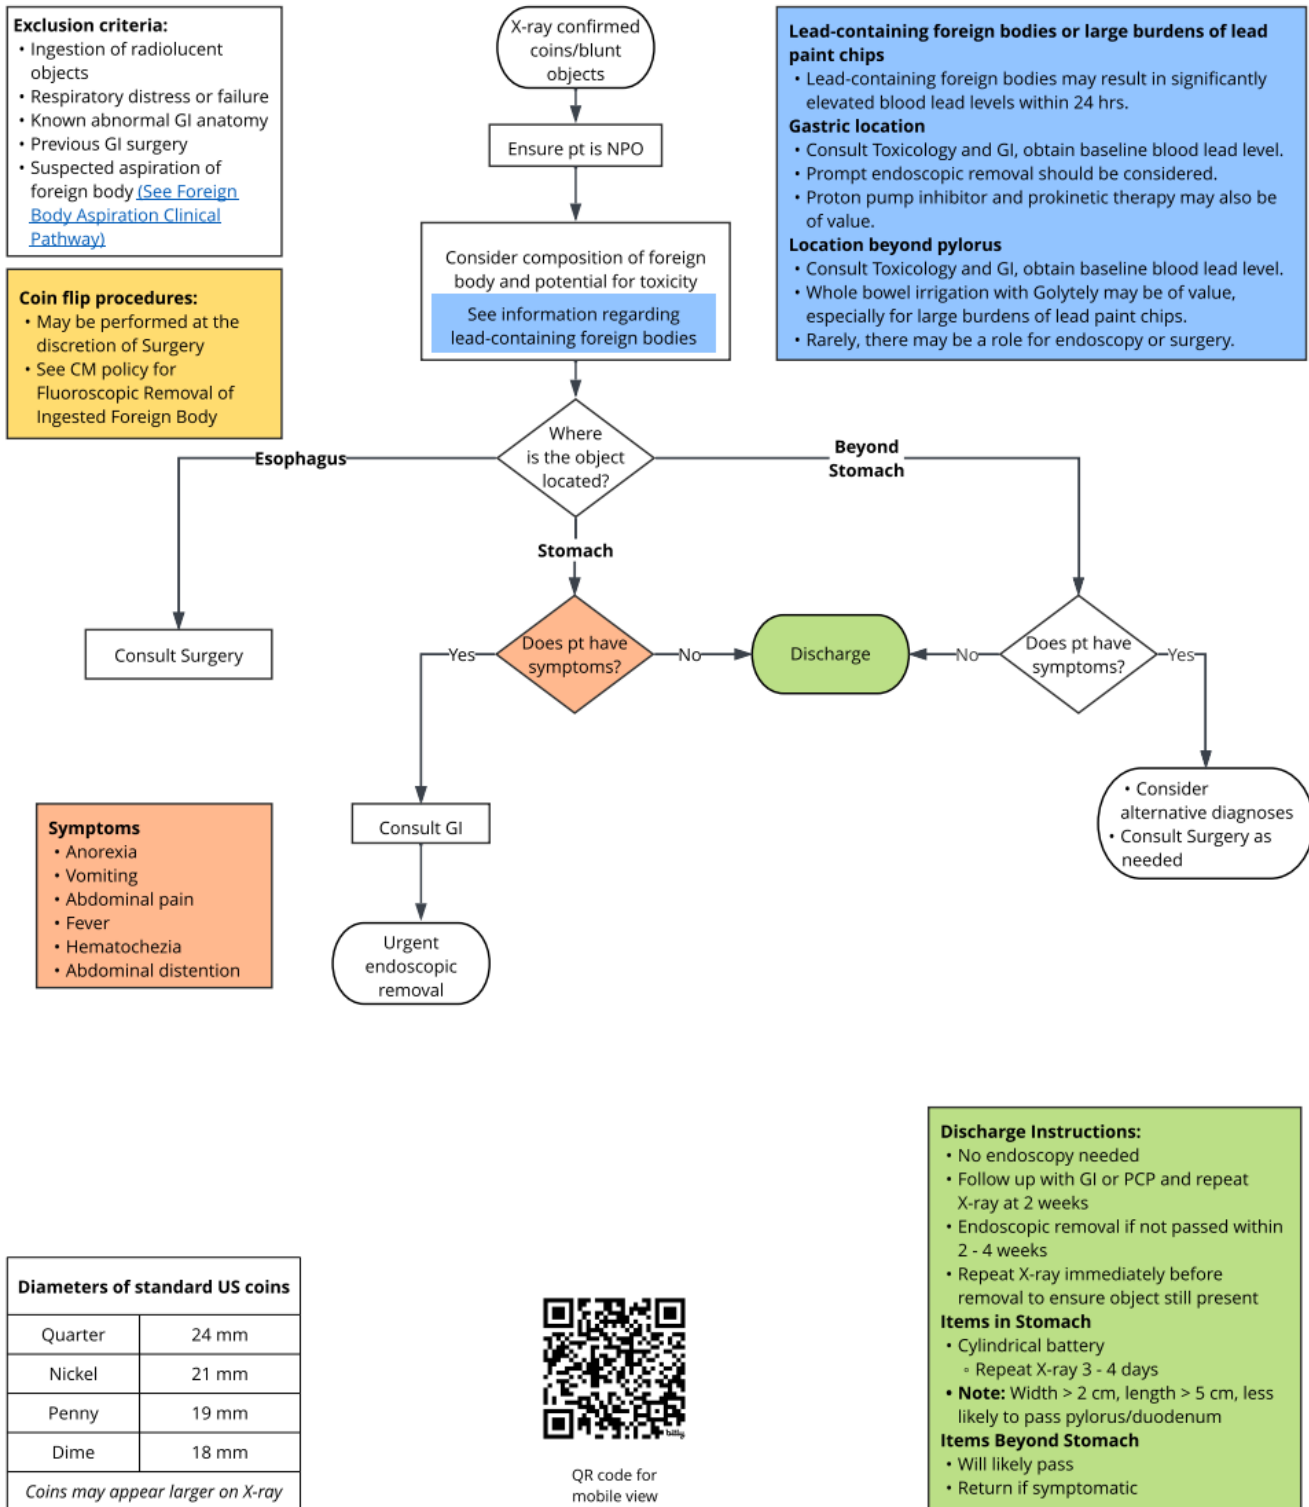 Exclusion criteria:
• Ingestion of radiolucent
objects
• Respiratory distress or failure
• Known abnormal GI anatomy
• Previous GI surgery
• Suspected aspiration of
foreign body (See Foreign
Body Aspiration Clinical
Pathway)
Coin flip procedures:
• May be performed at the
discretion of Surgery
• See CM policy for
Fluoroscopic Removal of
Ingested Foreign Body
X-ray confirmed
coins/blunt
objects
Ensure pt is NPO
Consider composition of foreign
body and potential for toxicity
See information regarding
lead-containing foreign bodies
Lead-containing foreign bodies or large burdens of lead
paint chips
• Lead-containing foreign bodies may result in significantly
elevated blood lead levels within 24 hrs.
Gastric location
• Consult Toxicology and GI, obtain baseline blood lead level.
• Prompt endoscopic removal should be considered.
• Proton pump inhibitor and prokinetic therapy may also be
of value.
Location beyond pylorus
• Consult Toxicology and GI, obtain baseline blood lead level.
• Whole bowel irrigation with Golytely may be of value,
especially for large burdens of lead paint chips.
• Rarely, there may be a role for endoscopy or surgery.
Where
is the object
located?
Esophagus
Beyond
Stomach
Stomach
Consult Surgery
Yes
Does pt have
symptoms?
No
Discharge
No
Does pt have
symptoms?
Yes
Consult GI
Urgent
endoscopic
removal
• Consider
alternative diagnoses
• Consult Surgery as
needed
Symptoms
• Anorexia
• Vomiting
• Abdominal pain
• Fever
• Hematochezia
• Abdominal distention
Diameters of standard US coins
Quarter 24 mm
Nickel 21 mm
Penny 19 mm
Dime 18 mm
Coins may appear larger on X-ray
bitly
QR code for
mobile view
Discharge Instructions:
• No endoscopy needed
• Follow up with GI or PCP and repeat
X-ray at 2 weeks
• Endoscopic removal if not passed within
2 - 4 weeks
• Repeat X-ray immediately before
removal to ensure object still present
Items in Stomach
• Cylindrical battery
◦ Repeat X-ray 3 - 4 days
• Note: Width > 2 cm, length > 5 cm, less
likely to pass pylorus/duodenum
Items Beyond Stomach
• Will likely pass
• Return if symptomatic